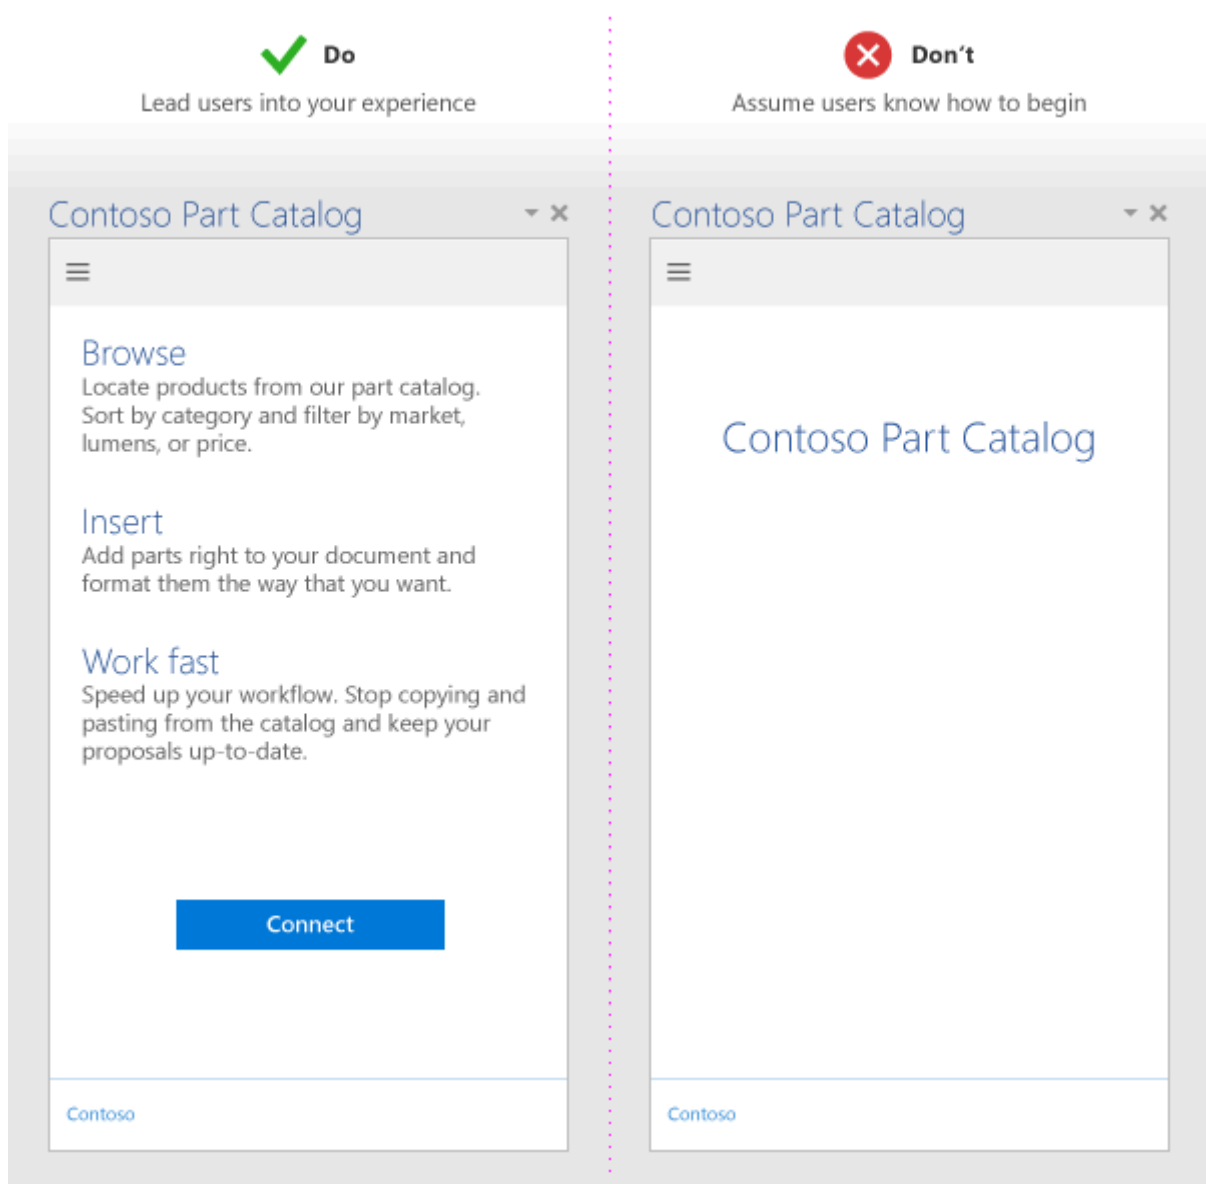 Do
Lead users into your experience
Contoso Part Catalog
Browse
Locate products from our part catalog.
Sort by category and filter by market,
lumens, or price.
Insert
Add parts right to your document and
format them the way that you want.
Work fast
Speed up your workflow. Stop copying and
pasting from the catalog and keep your
proposals up-to-date.
Connect
Contoso
Don't
Assume users know how to begin
Contoso Part Catalog
Contoso Part Catalog
Contoso